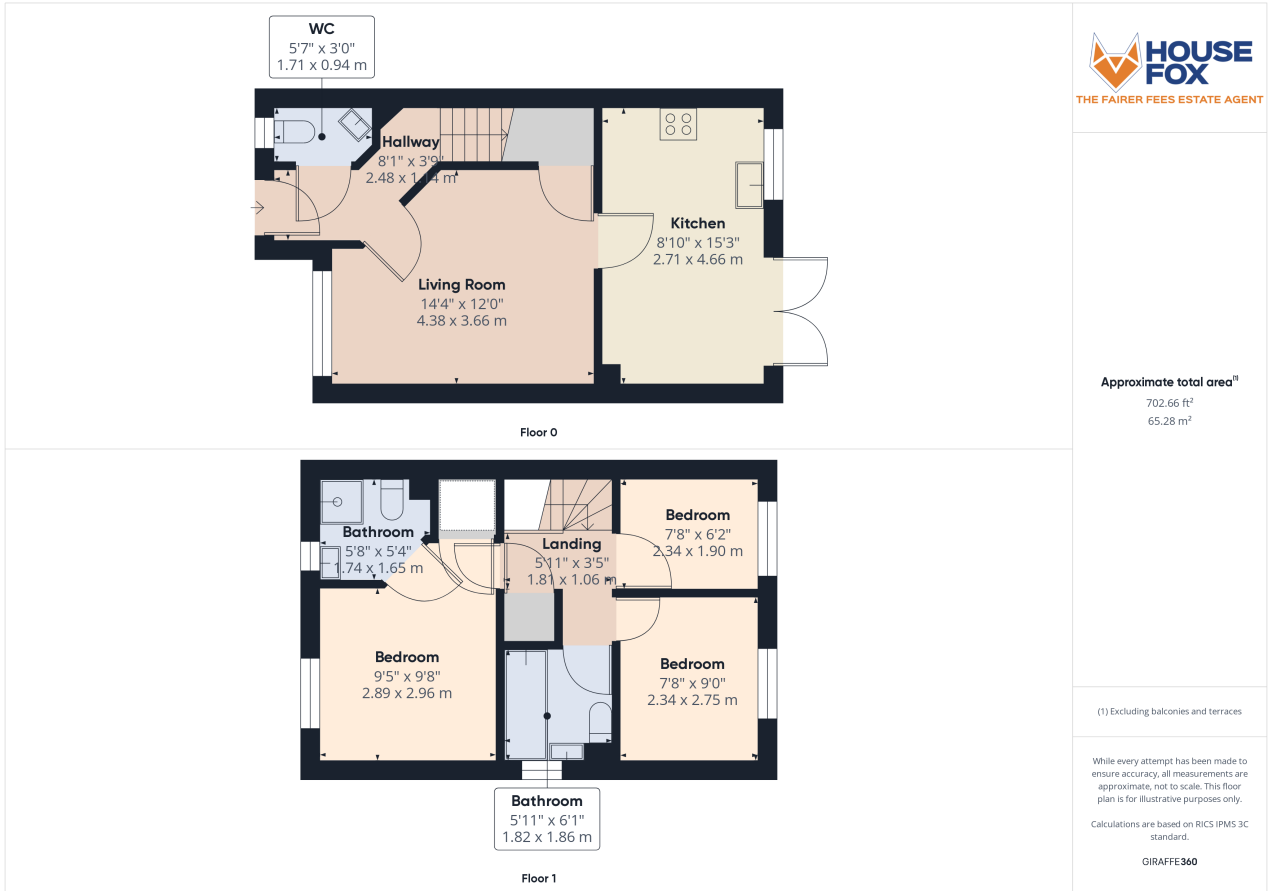 WC
5'7" x 3'0"
1.71 x 0.94 m
Hallway
8'1" x 3'9"
2.48 x 1.14 m
Kitchen
8'10" x 15'3"
2.71 x 4.66 m
Living Room
14'4" x 12'0"
4.38 x 3.66 m
Floor 0
Bathroom
5'8" x 5'4"
1.74 x 1.65 m
Landing
5'11" x 3'5"
1.81 x 1.06 m
Bedroom
7'8" x 6'2"
2.34 x 1.90 m
Bedroom
9'5" x 9'8"
2.89 x 2.96 m
Bedroom
7'8" x 9'0"
2.34 x 2.75 m
Bathroom
5'11" x 6'1"
1.82 x 1.86 m
Floor 1
HOUSE
FOX
THE FAIRER FEES ESTATE AGENT
Approximate total area(1)
702.66 ft²
65.28 m²
(1) Excluding balconies and terraces
While every attempt has been made to
ensure accuracy, all measurements are
approximate, not to scale. This floor
plan is for illustrative purposes only.
Calculations are based on RICS IPMS 3C
standard.
GIRAFFE360